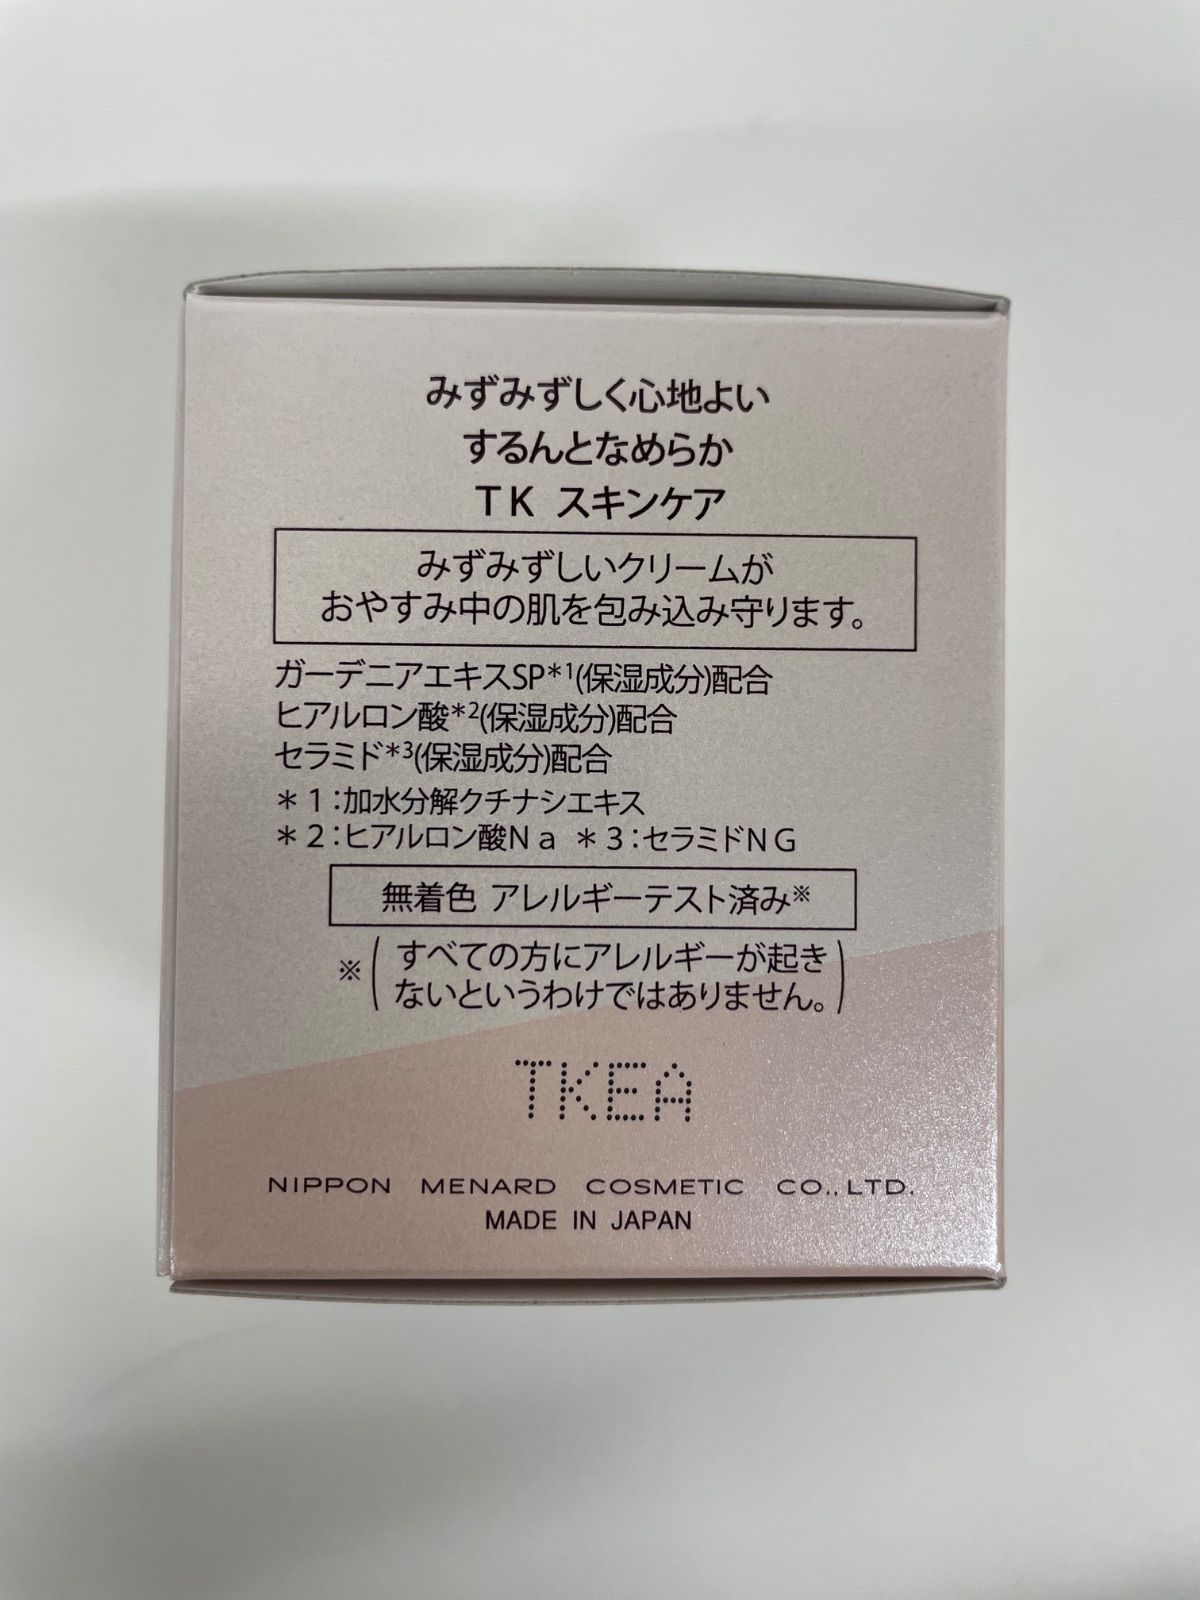 みずみずしく心地よい
するんとなめらか
TK スキンケア
みずみずしいクリームが
おやすみ中の肌を包み込み守ります。
ガーデニアエキスSP*1(保湿成分)配合
ヒアルロン酸*2(保湿成分)配合
セラミド*3(保湿成分)配合
＊1：加水分解クチナシエキス
＊2：ヒアルロン酸Na ＊3：セラミドNG
無着色 アレルギーテスト済み※
※(すべての方にアレルギーが起き
ないというわけではありません。)
TKEA
NIPPON MENARD COSMETIC CO.,LTD.
MADE IN JAPAN